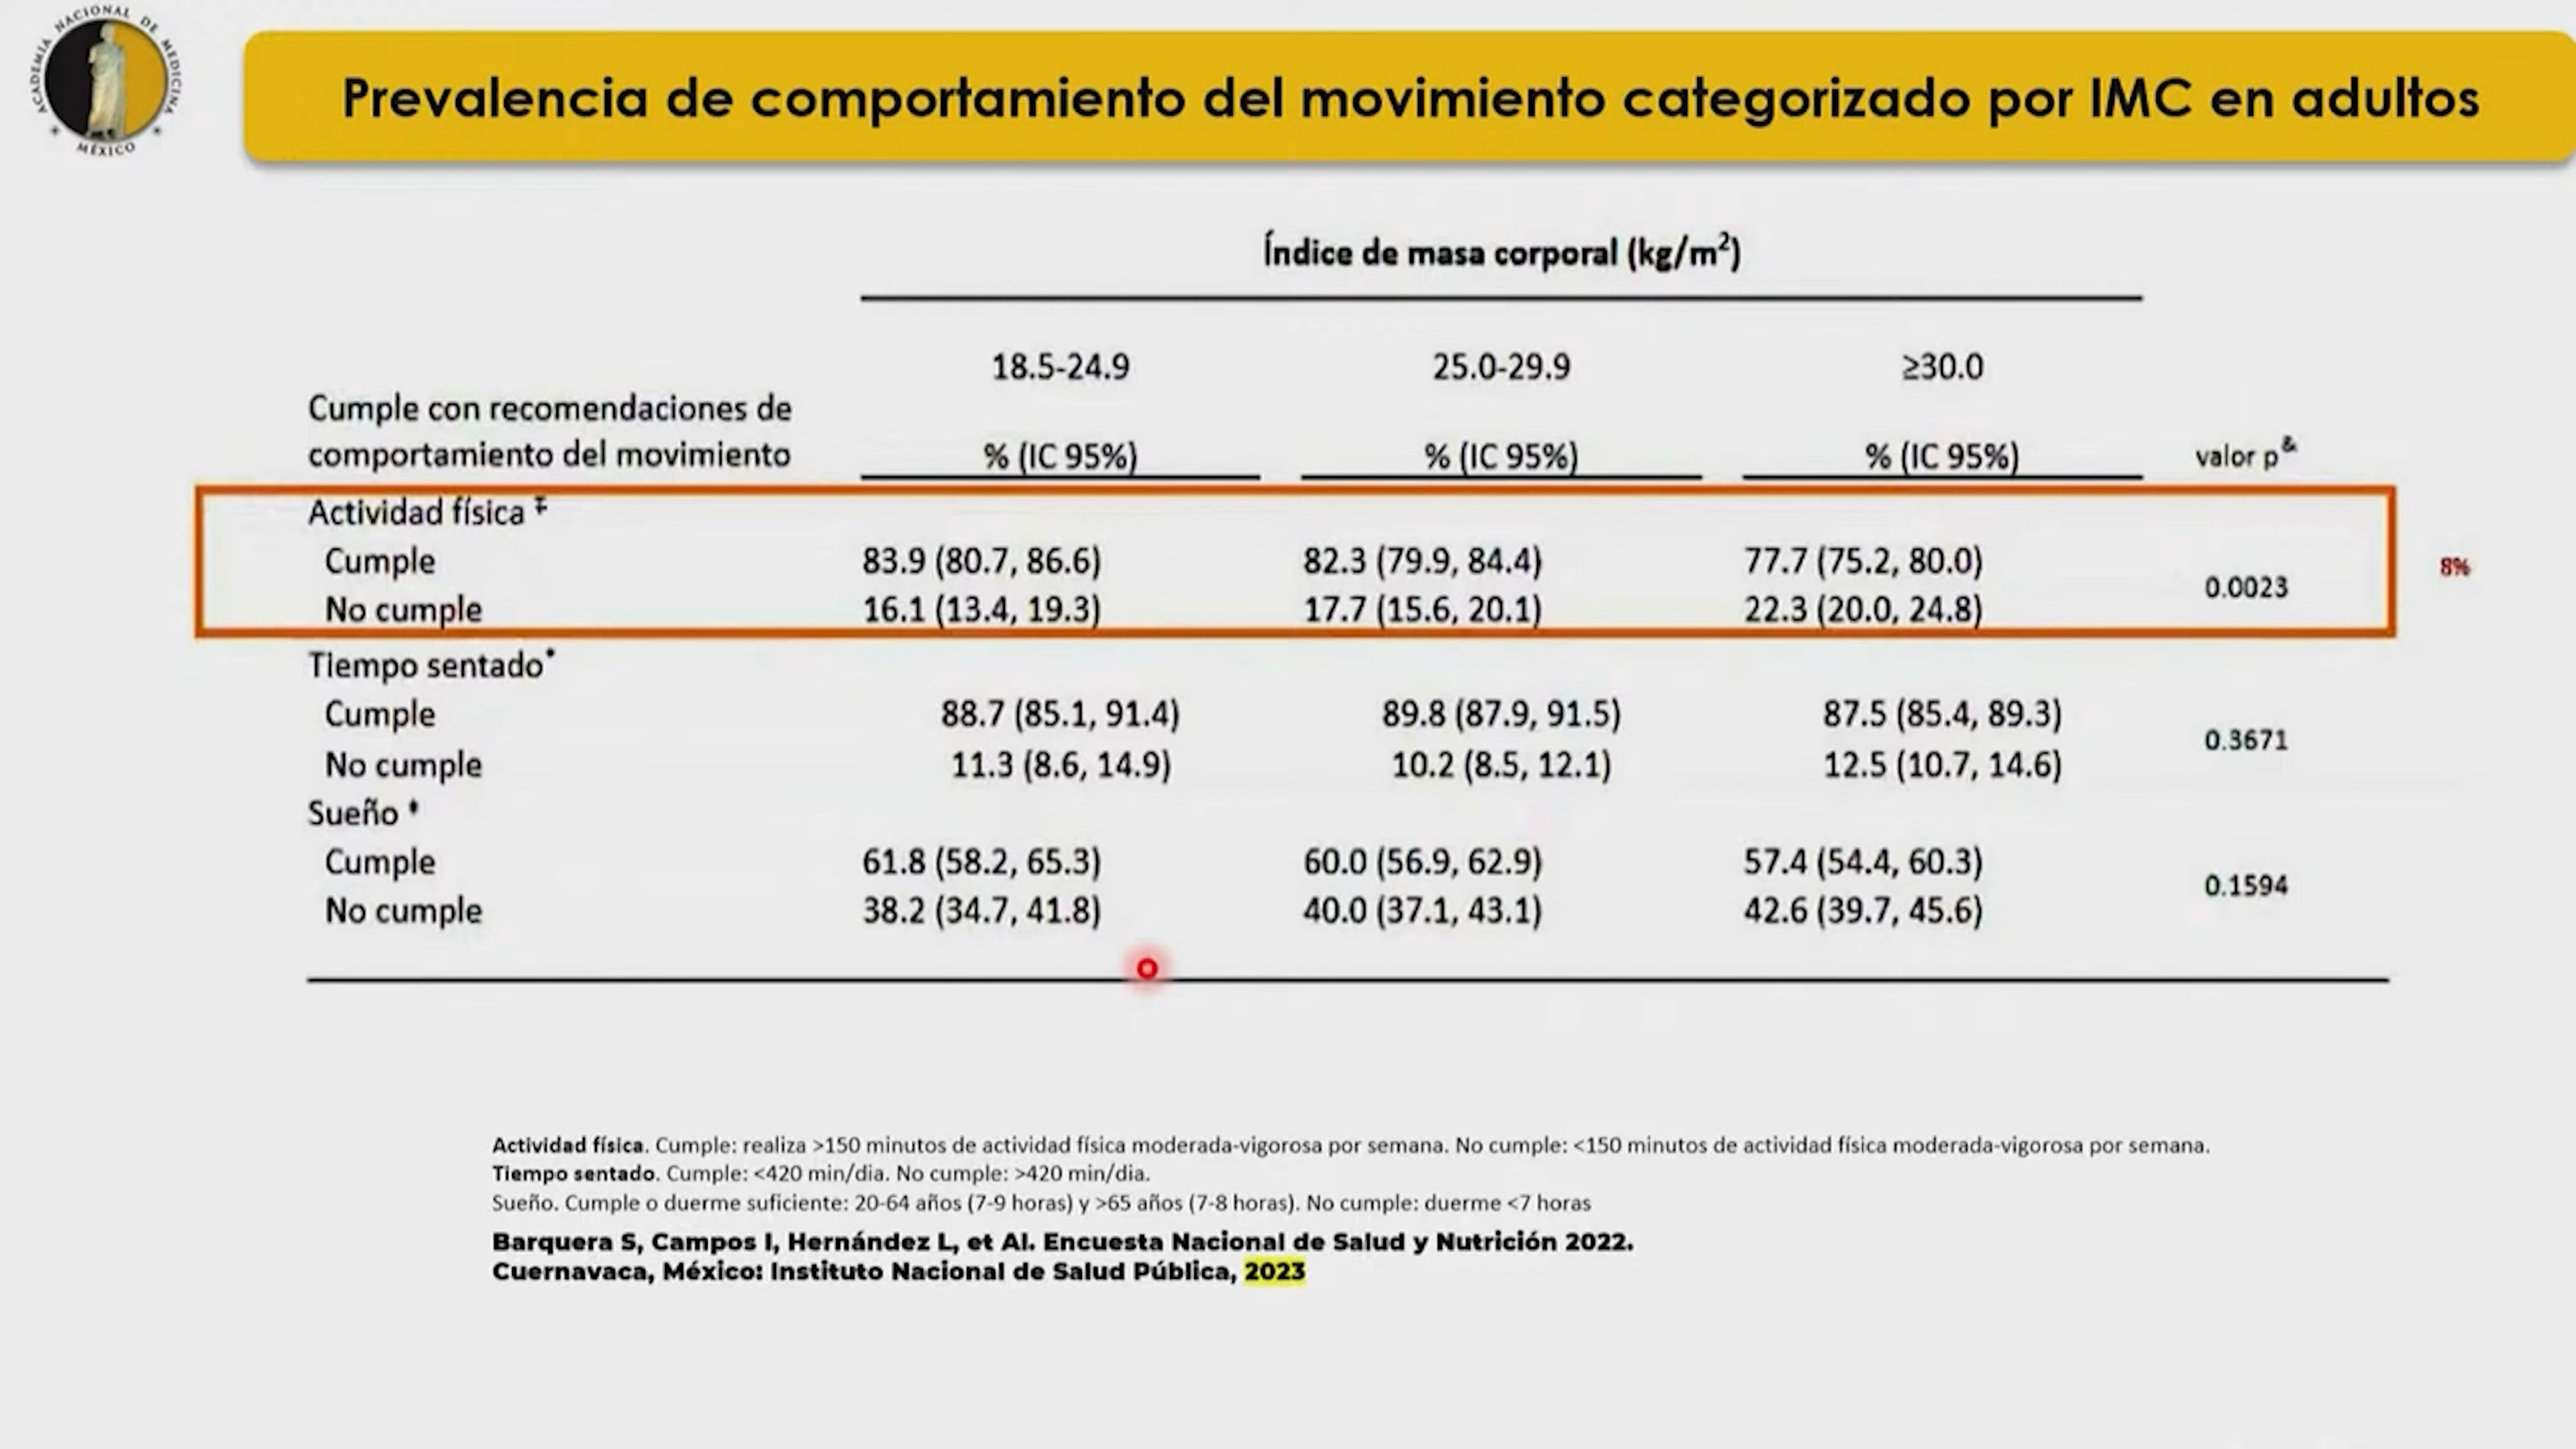 ACADEMIA NACIONAL DE MEDICINA
MÉXICO
Prevalencia de comportamiento del movimiento categorizado por IMC en adultos
Índice de masa corporal (kg/m²)
18.5-24.9 25.0-29.9 ≥30.0
Cumple con recomendaciones de
comportamiento del movimiento % (IC 95%) % (IC 95%) % (IC 95%) valor p&
Actividad física ‡
Cumple 83.9 (80.7, 86.6) 82.3 (79.9, 84.4) 77.7 (75.2, 80.0)
8%
0.0023
No cumple 16.1 (13.4, 19.3) 17.7 (15.6, 20.1) 22.3 (20.0, 24.8)
Tiempo sentado*
Cumple 88.7 (85.1, 91.4) 89.8 (87.9, 91.5) 87.5 (85.4, 89.3)
0.3671
No cumple 11.3 (8.6, 14.9) 10.2 (8.5, 12.1) 12.5 (10.7, 14.6)
Sueño ♦
Cumple 61.8 (58.2, 65.3) 60.0 (56.9, 62.9) 57.4 (54.4, 60.3)
0.1594
No cumple 38.2 (34.7, 41.8) 40.0 (37.1, 43.1) 42.6 (39.7, 45.6)
Actividad física. Cumple: realiza >150 minutos de actividad física moderada-vigorosa por semana. No cumple: <150 minutos de actividad física moderada-vigorosa por semana.
Tiempo sentado. Cumple: <420 min/dia. No cumple: >420 min/dia.
Sueño. Cumple o duerme suficiente: 20-64 años (7-9 horas) y >65 años (7-8 horas). No cumple: duerme <7 horas
Barquera S, Campos I, Hernández L, et Al. Encuesta Nacional de Salud y Nutrición 2022.
Cuernavaca, México: Instituto Nacional de Salud Pública, 2023